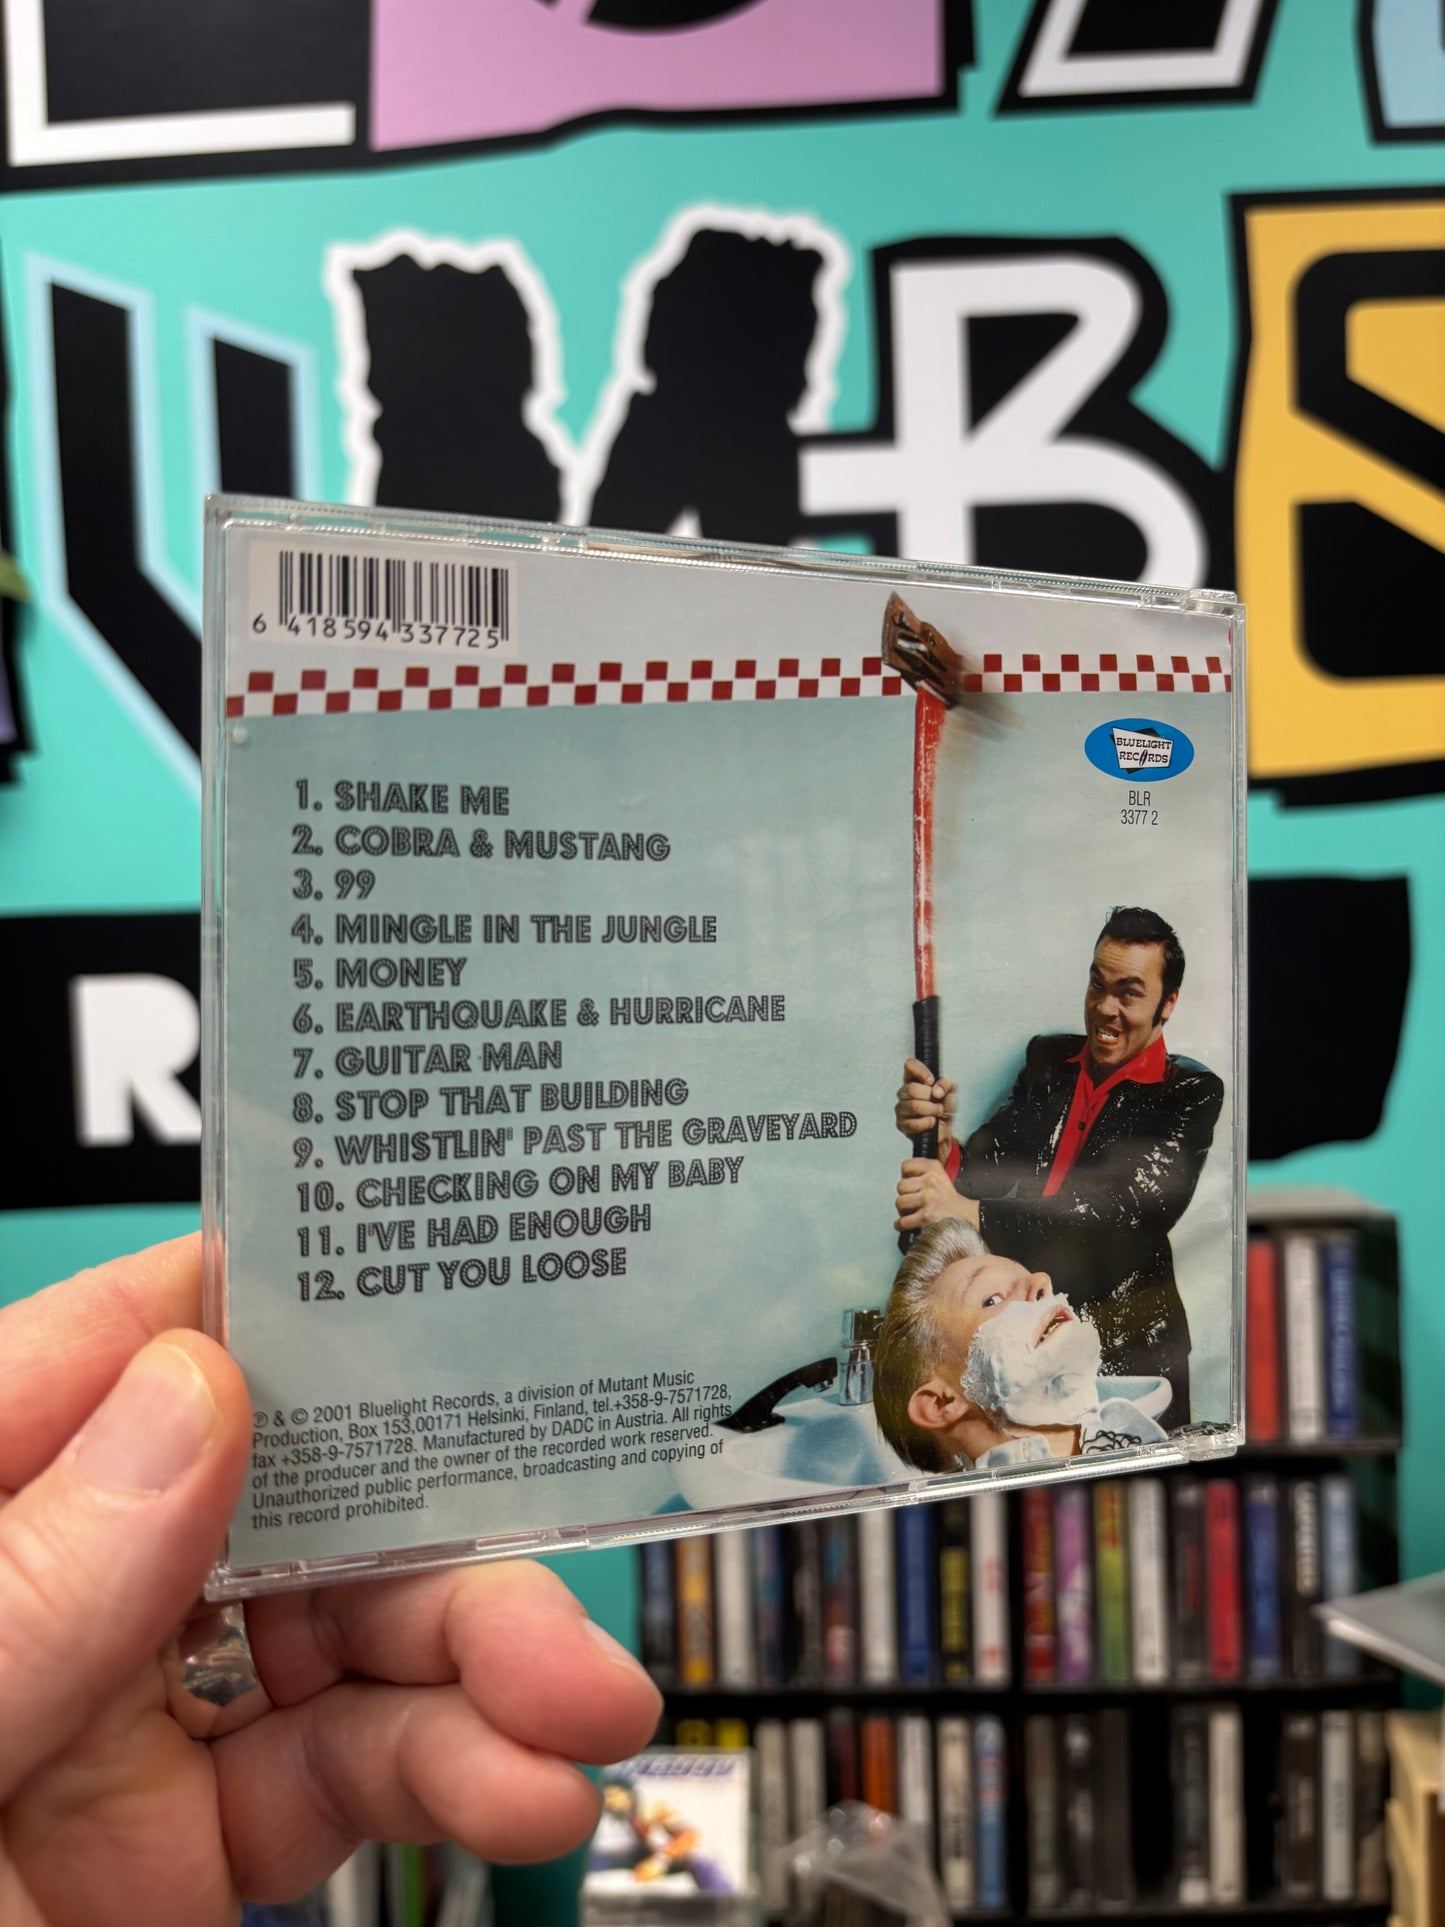 6 418594 337725
BLUELIGHT
RECORDS
BLR
3377 2
1. SHAKE ME
2. COBRA & MUSTANG
3. 99
4. MINGLE IN THE JUNGLE
5. MONEY
6. EARTHQUAKE & HURRICANE
7. GUITAR MAN
8. STOP THAT BUILDING
9. WHISTLIN' PAST THE GRAVEYARD
10. CHECKING ON MY BABY
11. I'VE HAD ENOUGH
12. CUT YOU LOOSE
℗ & © 2001 Bluelight Records, a division of Mutant Music
Production, Box 153,00171 Helsinki, Finland, tel.+358-9-7571728,
fax +358-9-7571728. Manufactured by DADC in Austria. All rights
of the producer and the owner of the recorded work reserved.
Unauthorized public performance, broadcasting and copying of
this record prohibited.